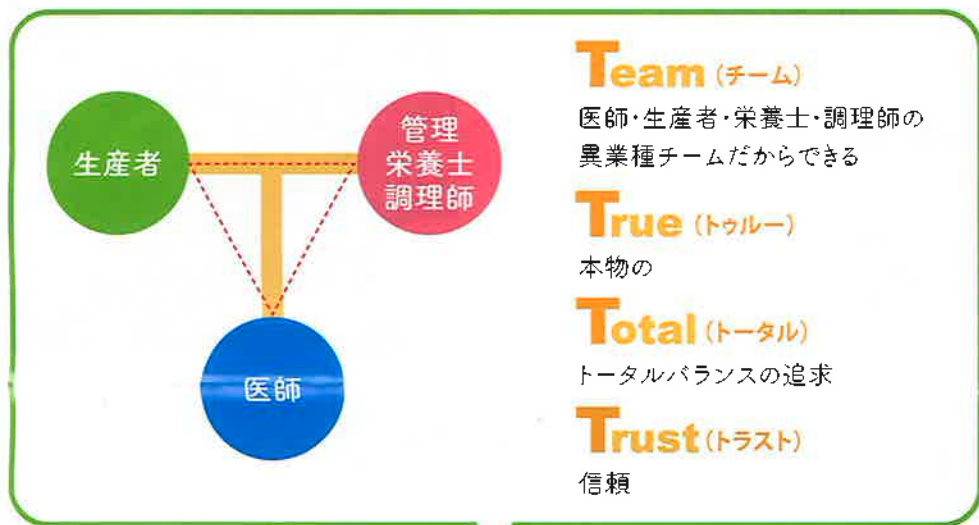 生産者
管理
栄養士
調理師
医師
Team(チーム)
医師・生産者・栄養士・調理師の
異業種チームだからできる
True(トゥルー)
本物の
Total(トータル)
トータルバランスの追求
Trust(トラスト)
信頼